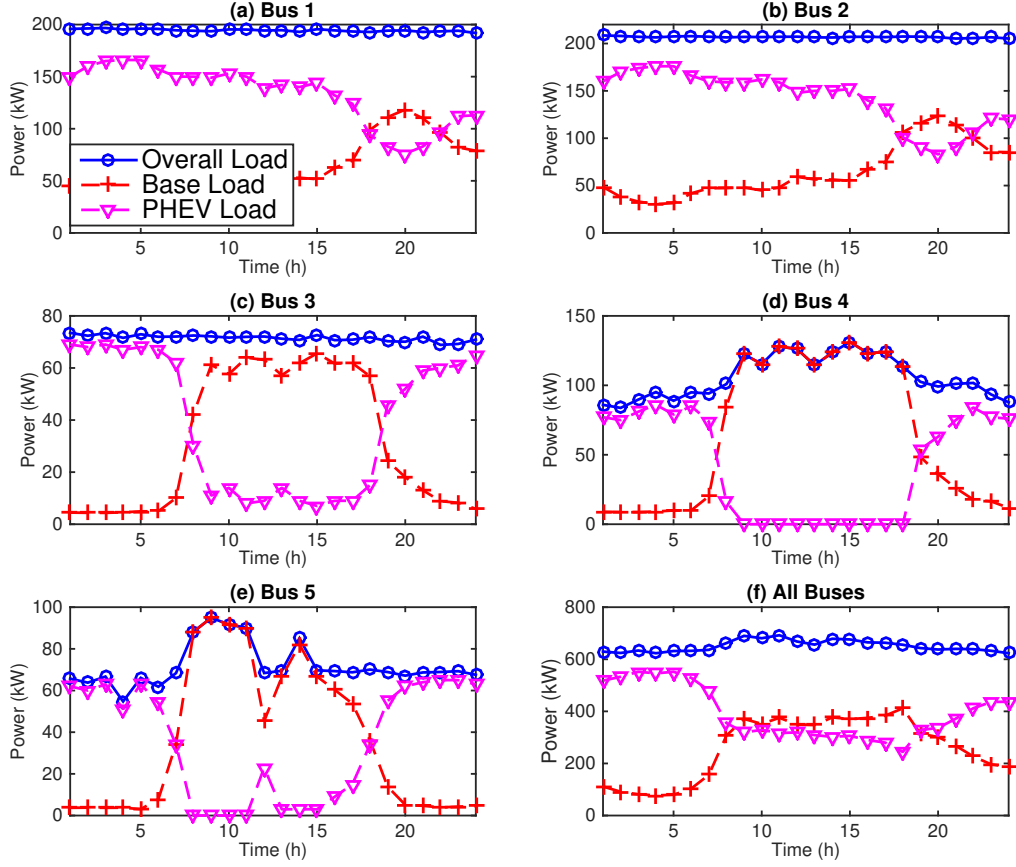 (a) Bus 1
200
150
100
50
0
Power (kW)
Overall Load
Base Load
PHEV Load
5
10
15
20
Time (h)
(b) Bus 2
200
150
100
50
0
Power (kW)
5
10
15
20
Time (h)
(c) Bus 3
80
60
40
20
0
Power (kW)
5
10
15
20
Time (h)
(d) Bus 4
150
100
50
0
Power (kW)
5
10
15
20
Time (h)
(e) Bus 5
100
80
60
40
20
0
Power (kW)
5
10
15
20
Time (h)
(f) All Buses
800
600
400
200
0
Power (kW)
5
10
15
20
Time (h)